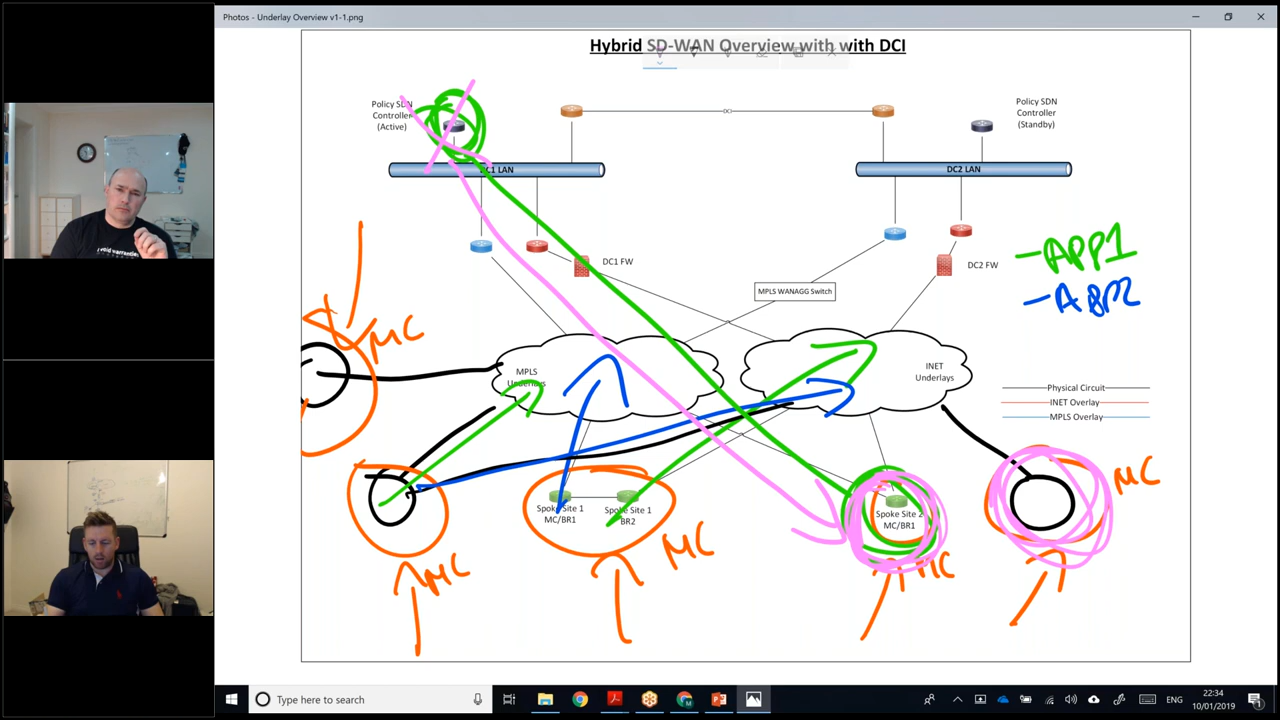 Photos - Underlay Overview v1-1.png
Hybrid SD-WAN Overview with with DCI
Policy SDN
Controller
(Active)
DCI
Policy SDN
Controller
(Standby)
DC1 LAN
DC2 LAN
DC1 FW
DC2 FW
MPLS WANAGG Switch
- APP1
- APP2
MC
MPLS
Underlays
INET
Underlays
Physical Circuit
INET Overlay
MPLS Overlay
Spoke Site 1
MC/BR1
Spoke Site 1
BR2
Spoke Site 2
MC/BR1
MC
MC
MC
MC
Type here to search
ENG
22:34
10/01/2019